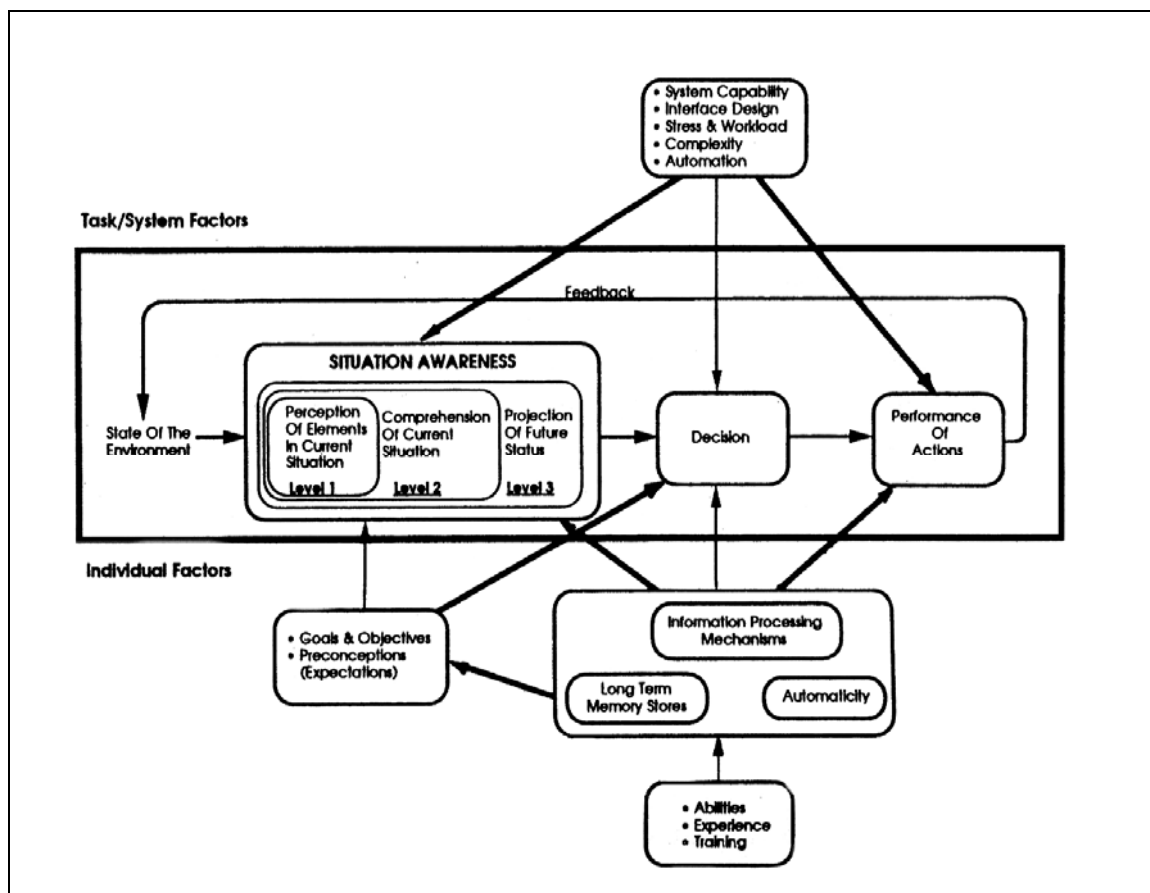 • System Capability
• Interface Design
• Stress & Workload
• Complexity
• Automation
Task/System Factors
Feedback
SITUATION AWARENESS
Perception
Of Elements
In Current
Situation
Level 1
Comprehension
Of Current
Situation
Level 2
Projection
Of Future
Status
Level 3
State Of The
Environment
Decision
Performance
Of
Actions
Individual Factors
• Goals & Objectives
• Preconceptions
(Expectations)
Information Processing
Mechanisms
Long Term
Memory Stores
Automaticity
• Abilities
• Experience
• Training